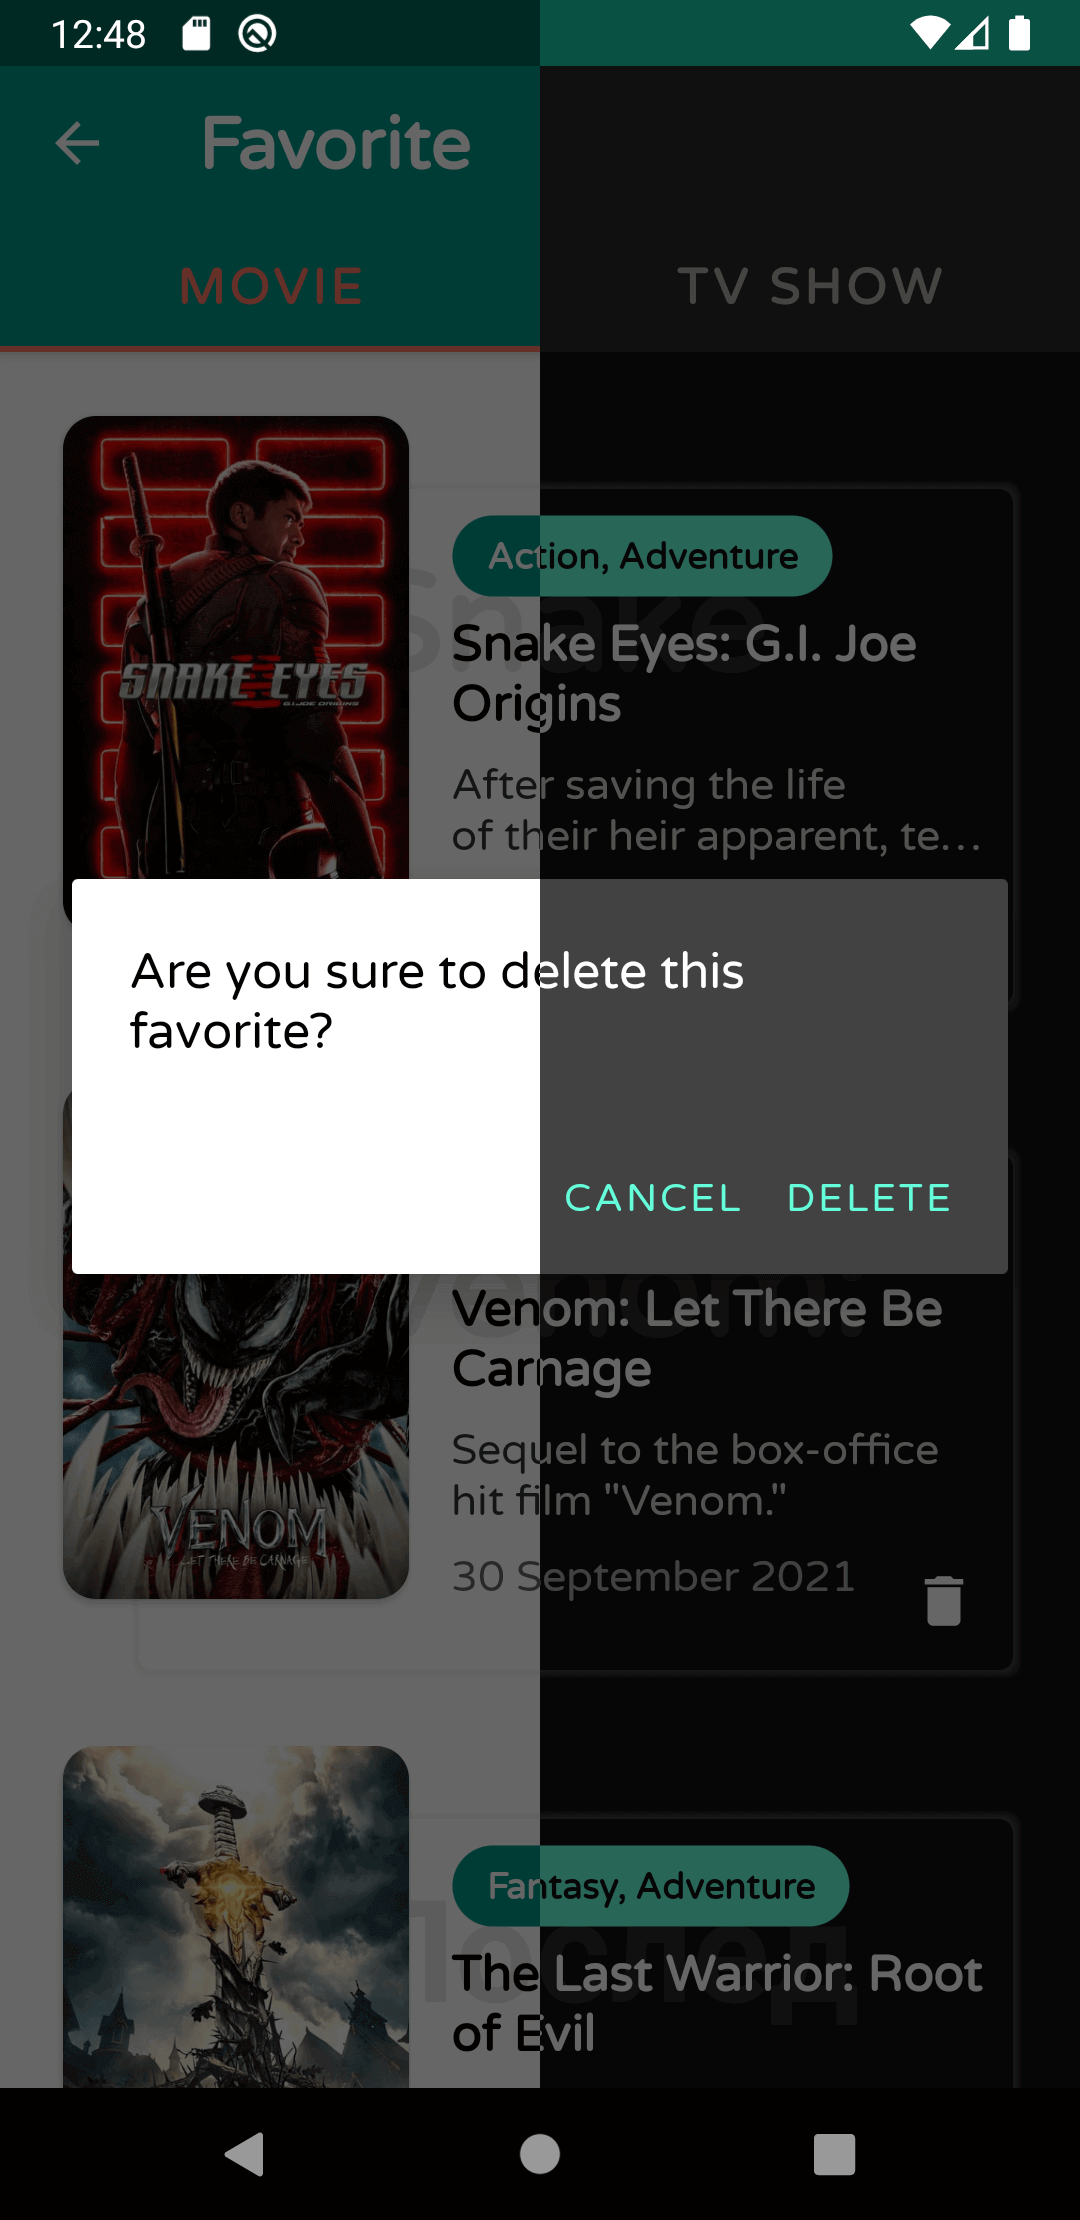 12:48
Favorite
MOVIE
TV SHOW
Action, Adventure
Snake
Snake Eyes: G.I. Joe
Origins
SNAKE EYES
G.I. JOE ORIGINS
After saving the life
of their heir apparent, te...
Are you sure to delete this
favorite?
CANCEL
DELETE
Venom:
Venom: Let There Be
Carnage
Sequel to the box-office
hit film "Venom."
VENOM
LET THERE BE CARNAGE
30 September 2021
Fantasy, Adventure
Послед
The Last Warrior: Root
of Evil